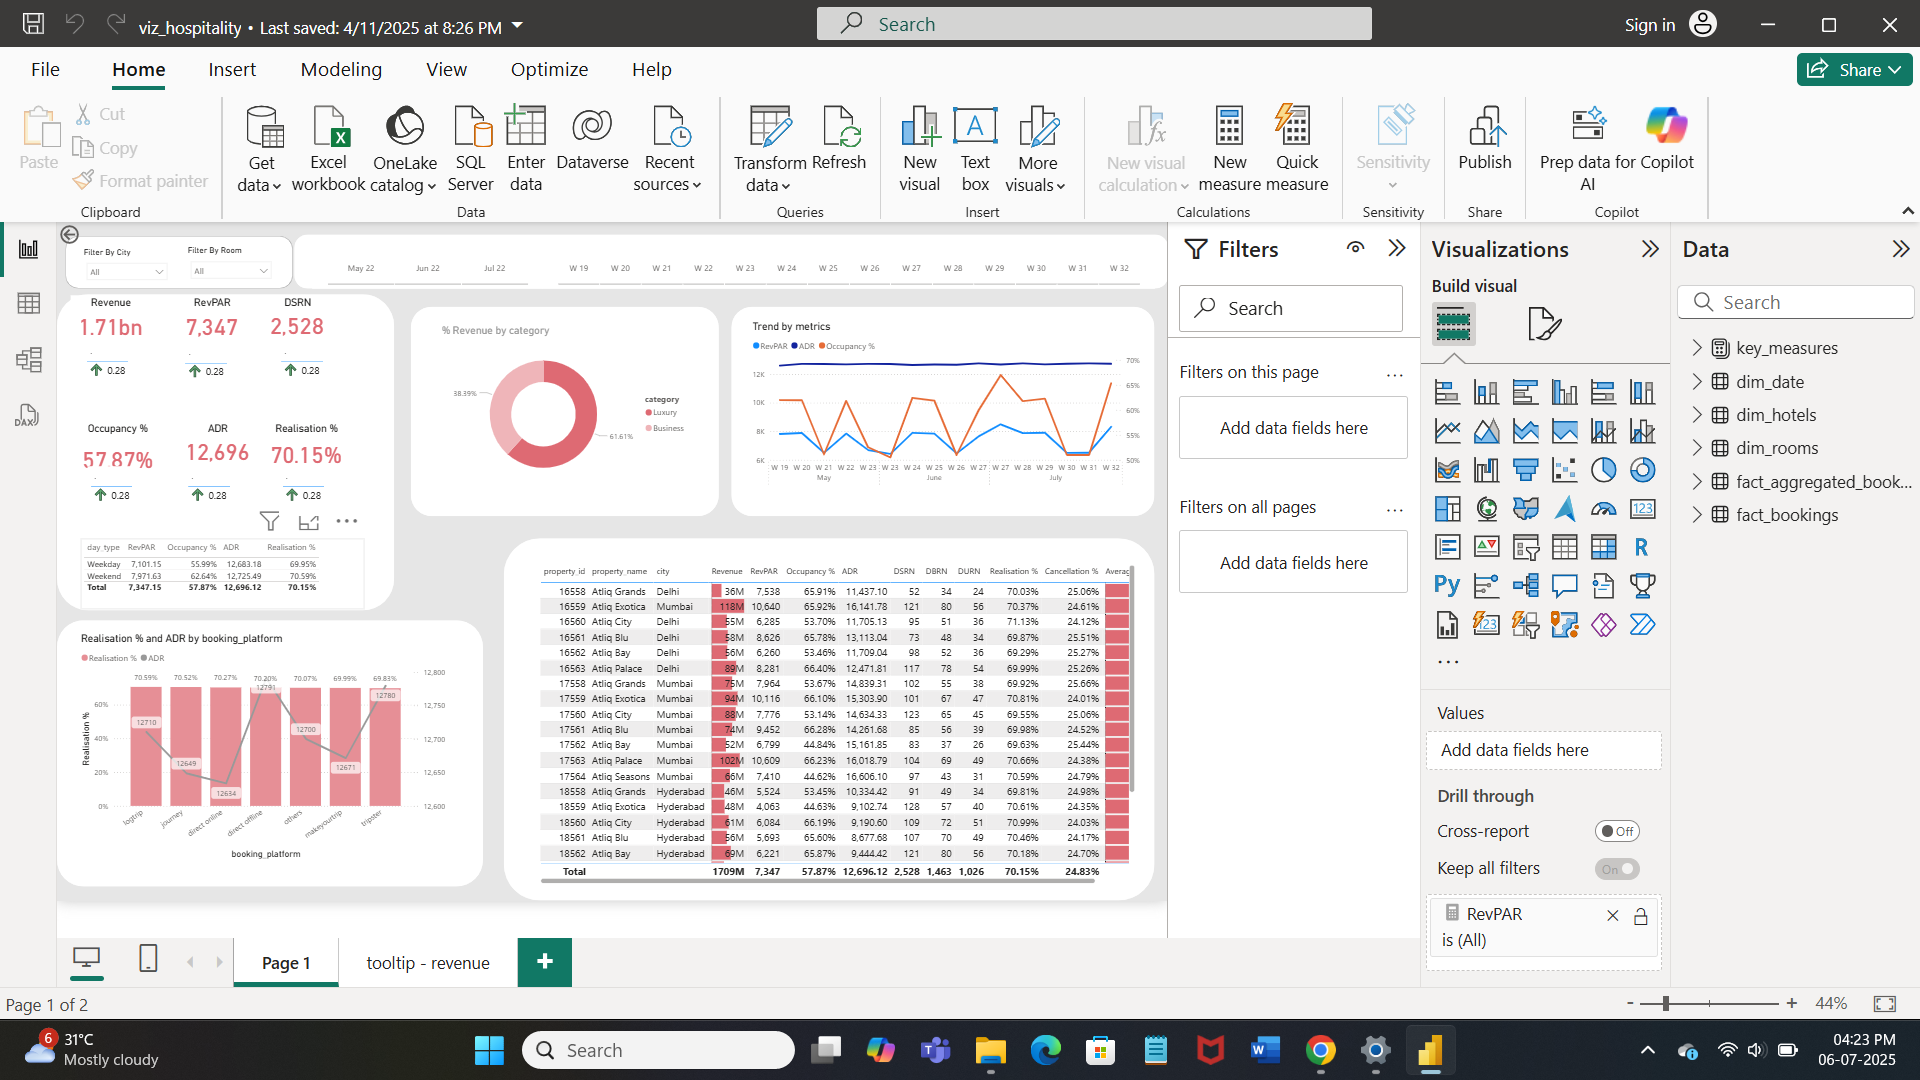 viz_hospitality • Last saved: 4/11/2025 at 8:26 PM
Search
Sign in
File Home Insert Modeling View Optimize Help
Share
Paste
Cut
Copy
Format painter
Clipboard
Get data
Excel workbook
OneLake catalog
SQL Server
Enter data
Dataverse
Recent sources
Data
Transform data
Refresh
Queries
New visual
Text box
More visuals
Insert
New visual calculation
New measure
Quick measure
Calculations
Sensitivity
Sensitivity
Publish
Share
Prep data for AI
Copilot
Copilot
Filter By City
All
Filter By Room
All
May 22 Jun 22 Jul 22
W 19 W 20 W 21 W 22 W 23 W 24 W 25 W 26 W 27 W 28 W 29 W 30 W 31 W 32
Revenue RevPAR DSRN
1.71bn 7,347 2,528
0.28 0.28 0.28
Occupancy % ADR Realisation %
57.87% 12,696 70.15%
0.28 0.28 0.28
day_type RevPAR Occupancy % ADR Realisation %
Weekday 7,101.15 55.99% 12,683.18 69.95%
Weekend 7,971.63 62.64% 12,725.49 70.59%
Total 7,347.15 57.87% 12,696.12 70.15%
% Revenue by category
38.39%
61.61%
category
Luxury
Business
Trend by metrics
RevPAR ADR Occupancy %
12K
10K
8K
6K
70%
65%
60%
55%
50%
W 19 W 20 W 21 W 22 W 23 W 23 W 24 W 25 W 26 W 27 W 27 W 28 W 29 W 30 W 31 W 32
May June July
Realisation % and ADR by booking_platform
Realisation % ADR
70.59% 70.52% 70.27% 70.20% 70.07% 69.99% 69.83%
12710 12649 12634 12791 12700 12671 12780
Realisation %
60%
40%
20%
0%
12,800
12,750
12,700
12,650
12,600
logtrip journey direct online direct offline others makeyourtrip tripster
booking_platform
property_id property_name city Revenue RevPAR Occupancy % ADR DSRN DBRN DURN Realisation % Cancellation % Averag
16558 Atliq Grands Delhi 36M 7,538 65.91% 11,437.10 52 34 24 70.03% 25.06%
16559 Atliq Exotica Mumbai 118M 10,640 65.92% 16,141.78 121 80 56 70.37% 24.61%
16560 Atliq City Delhi 55M 6,285 53.70% 11,705.13 95 51 36 71.13% 24.12%
16561 Atliq Blu Delhi 58M 8,626 65.78% 13,113.04 73 48 34 69.87% 25.51%
16562 Atliq Bay Delhi 56M 6,260 53.46% 11,709.04 98 52 36 69.29% 25.27%
16563 Atliq Palace Delhi 89M 8,281 66.40% 12,471.81 117 78 54 69.99% 25.26%
17558 Atliq Grands Mumbai 75M 7,964 53.67% 14,839.31 102 55 38 69.92% 25.66%
17559 Atliq Exotica Mumbai 94M 10,116 66.10% 15,303.90 101 67 47 70.81% 24.01%
17560 Atliq City Mumbai 88M 7,776 53.14% 14,634.33 123 65 45 69.55% 25.06%
17561 Atliq Blu Mumbai 74M 9,452 66.28% 14,261.68 85 56 39 69.98% 24.52%
17562 Atliq Bay Mumbai 52M 6,799 44.84% 15,161.85 83 37 26 69.63% 25.44%
17563 Atliq Palace Mumbai 102M 10,609 66.23% 16,018.79 104 69 49 70.66% 24.38%
17564 Atliq Seasons Mumbai 66M 7,410 44.62% 16,606.10 97 43 31 70.59% 24.79%
18558 Atliq Grands Hyderabad 46M 5,524 53.45% 10,334.42 91 49 34 69.81% 24.98%
18559 Atliq Exotica Hyderabad 48M 4,063 44.63% 9,102.74 128 57 40 70.61% 24.35%
18560 Atliq City Hyderabad 61M 6,084 66.19% 9,190.60 109 72 51 70.99% 24.03%
18561 Atliq Blu Hyderabad 56M 5,693 65.60% 8,677.68 107 70 49 70.46% 24.17%
18562 Atliq Bay Hyderabad 69M 6,221 65.87% 9,444.42 121 80 56 70.18% 24.70%
Total 1709M 7,347 57.87% 12,696.12 2,528 1,463 1,026 70.15% 24.83%
Filters
Search
Filters on this page ...
Add data fields here
Filters on all pages ...
Add data fields here
Visualizations
Build visual
123
R
Py
123
...
Values
Add data fields here
Drill through
Cross-report Off
Keep all filters On
RevPAR
is (All)
Data
Search
key_measures
dim_date
dim_hotels
dim_rooms
fact_aggregated_book...
fact_bookings
DAX
Page 1
tooltip - revenue
+
Page 1 of 2
- + 44%
6
31°C
Mostly cloudy
Search
04:23 PM
06-07-2025